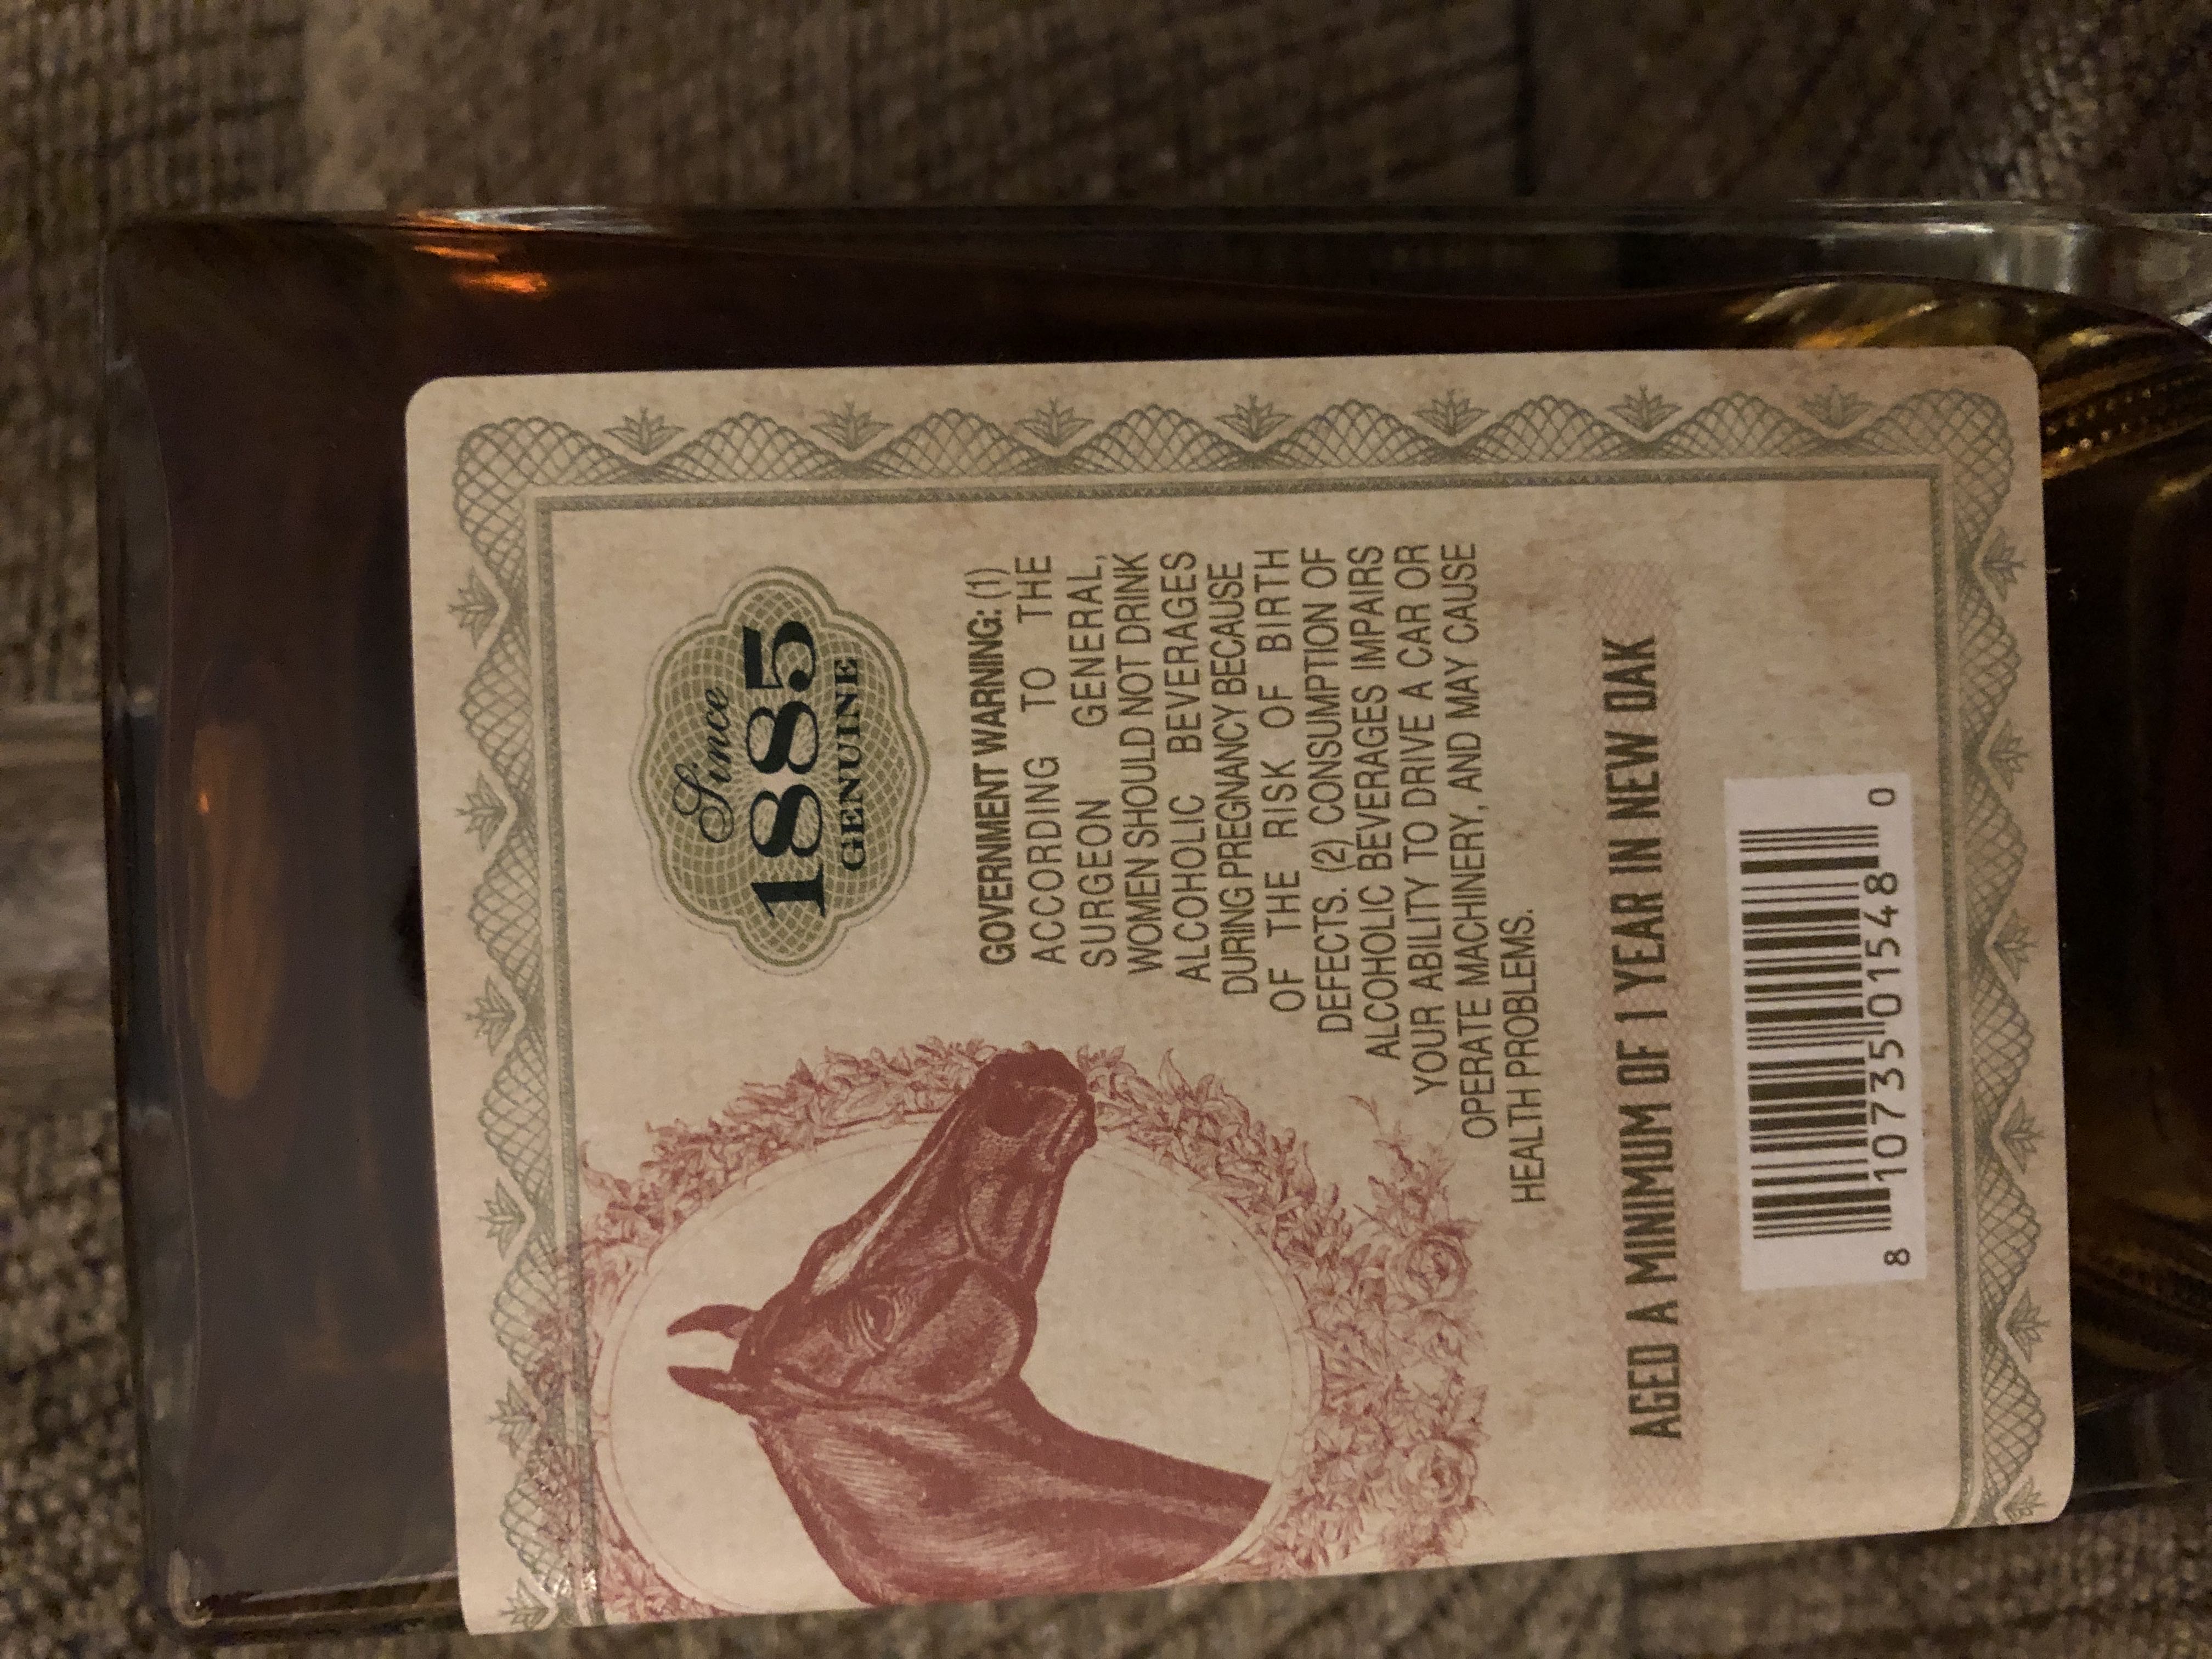 Since
1885
GENUINE
GOVERNMENT WARNING: (1)
ACCORDING TO THE
SURGEON GENERAL,
WOMEN SHOULD NOT DRINK
ALCOHOLIC BEVERAGES
DURING PREGNANCY BECAUSE
OF THE RISK OF BIRTH
DEFECTS. (2) CONSUMPTION OF
ALCOHOLIC BEVERAGES IMPAIRS
YOUR ABILITY TO DRIVE A CAR OR
OPERATE MACHINERY, AND MAY CAUSE
HEALTH PROBLEMS.
AGED A MINIMUM OF 1 YEAR IN NEW OAK
8 10735 01548 0